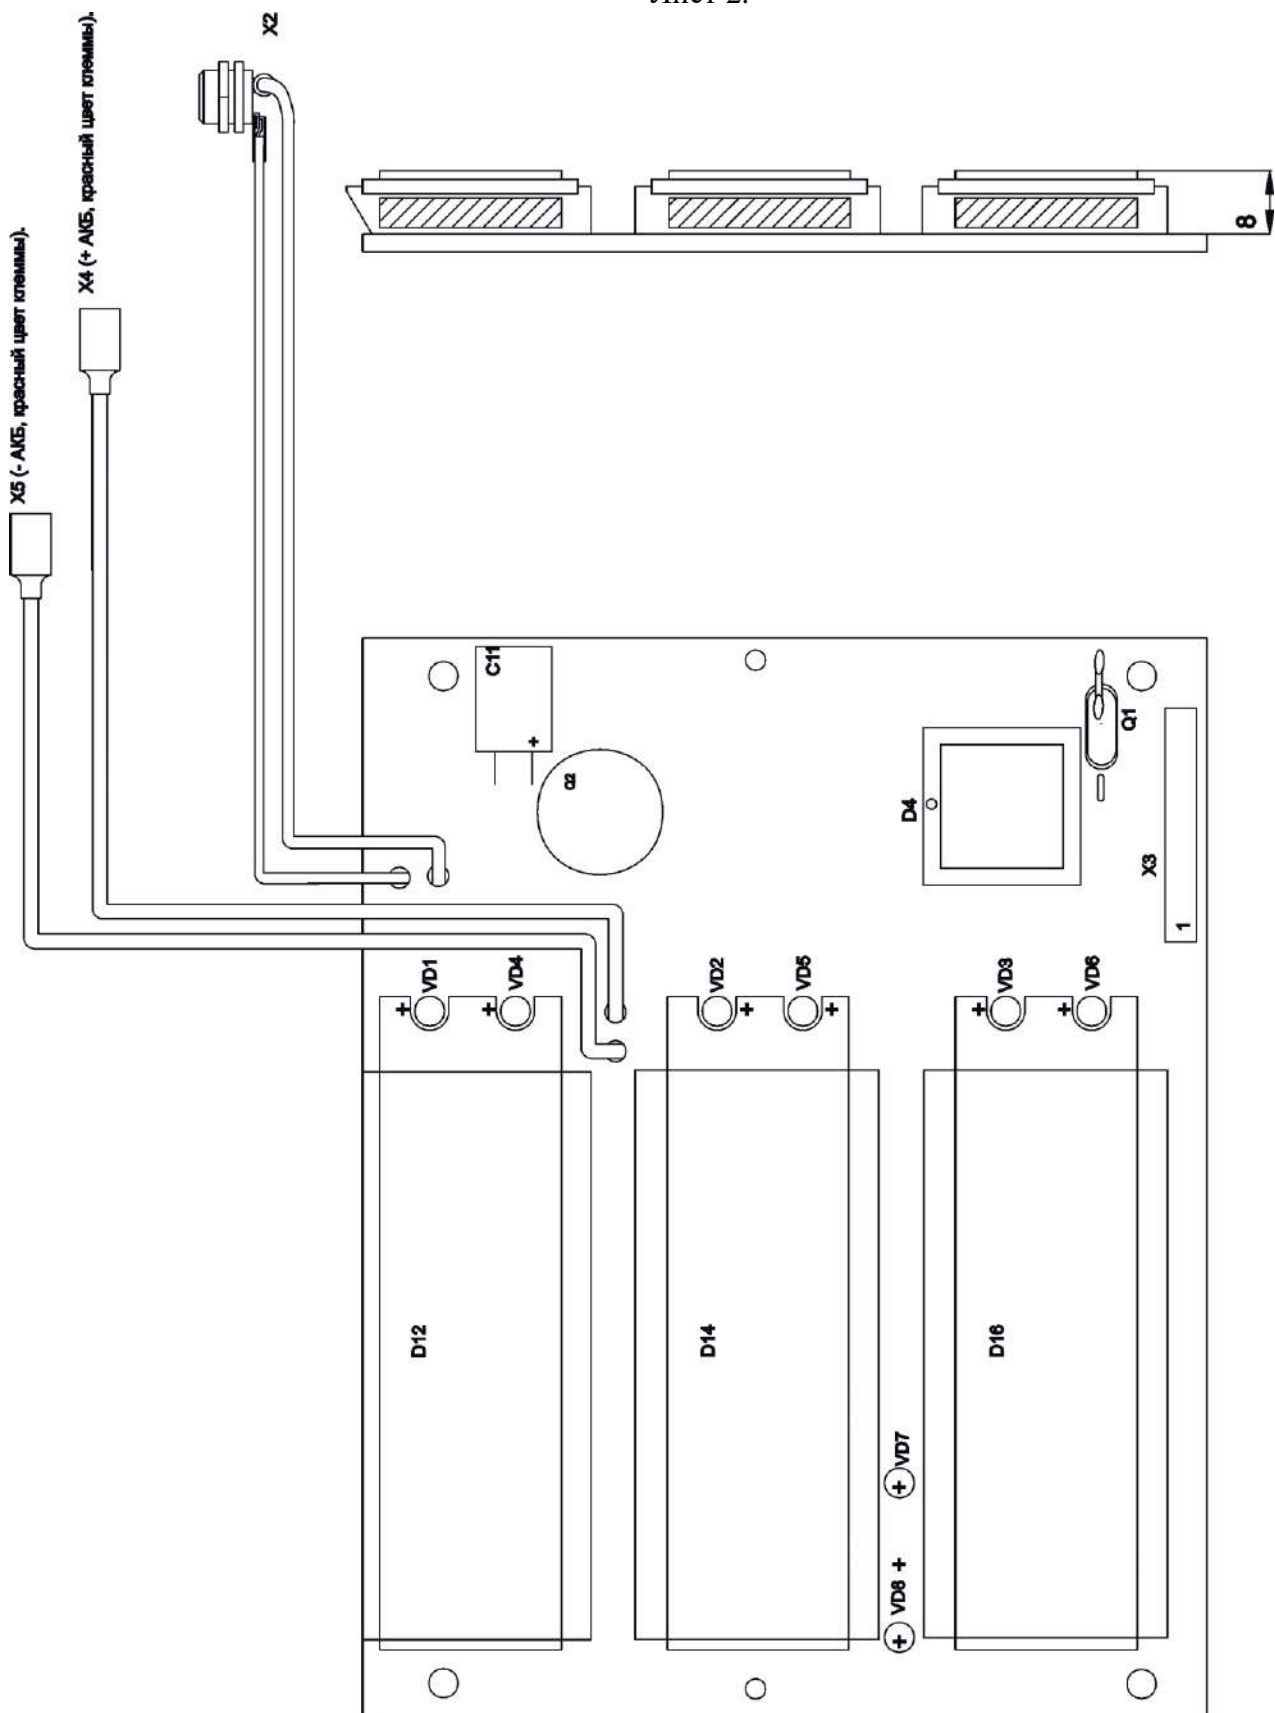 Лист 2.
X2
X4 (+ АКБ, красный цвет клеммы).
X5 (- АКБ, красный цвет клеммы).
8
C11
+
Q2
Q1
D4
X3
1
+ VD1
+ VD4
VD2 +
VD5 +
+ VD3
+ VD6
D12
D14
D16
+ VD7
+ VD8 +